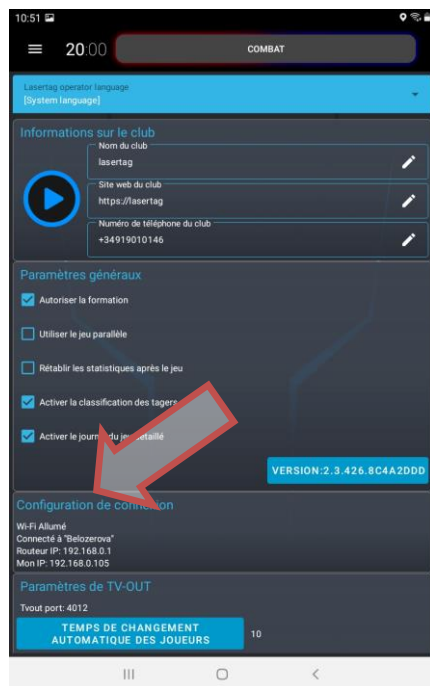 10:51
20:00
COMBAT
Lasertag operator language
[System language]
Informations sur le club
Nom du club
lasertag
Site web du club
https://lasertag
Numéro de téléphone du club
+34919010146
Paramètres généraux
Autoriser la formation
Utiliser le jeu parallèle
Rétablir les statistiques après le jeu
Activer la classification des tagers
Activer le journal du jeu détaillé
VERSION:2.3.426.8C4A2DDD
Configuration de connexion
Wi-Fi Allumé
Connecté à "Belozerova"
Routeur IP: 192.168.0.1
Mon IP: 192.168.0.105
Paramètres de TV-OUT
Tvout port: 4012
TEMPS DE CHANGEMENT
AUTOMATIQUE DES JOUEURS
10